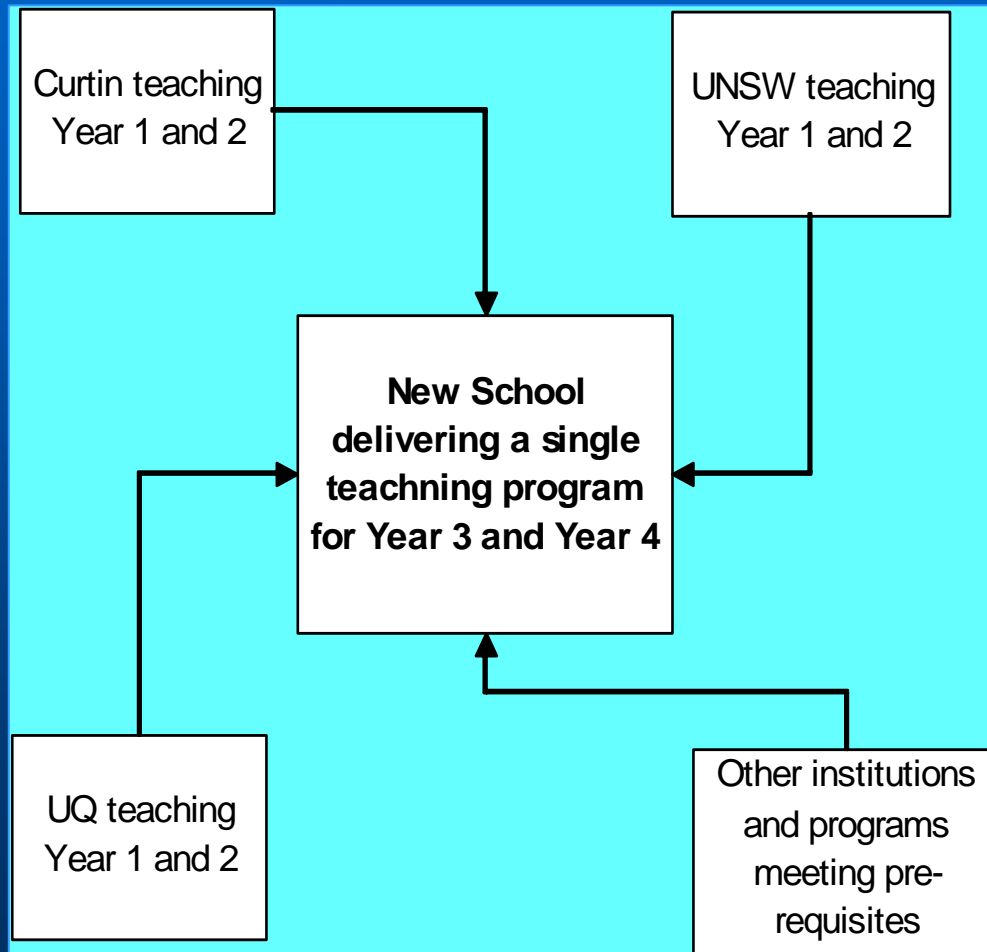 Curtin teaching
Year 1 and 2
UNSW teaching
Year 1 and 2
New School
delivering a single
teachning program
for Year 3 and Year 4
UQ teaching
Year 1 and 2
Other institutions
and programs
meeting pre-
requisites